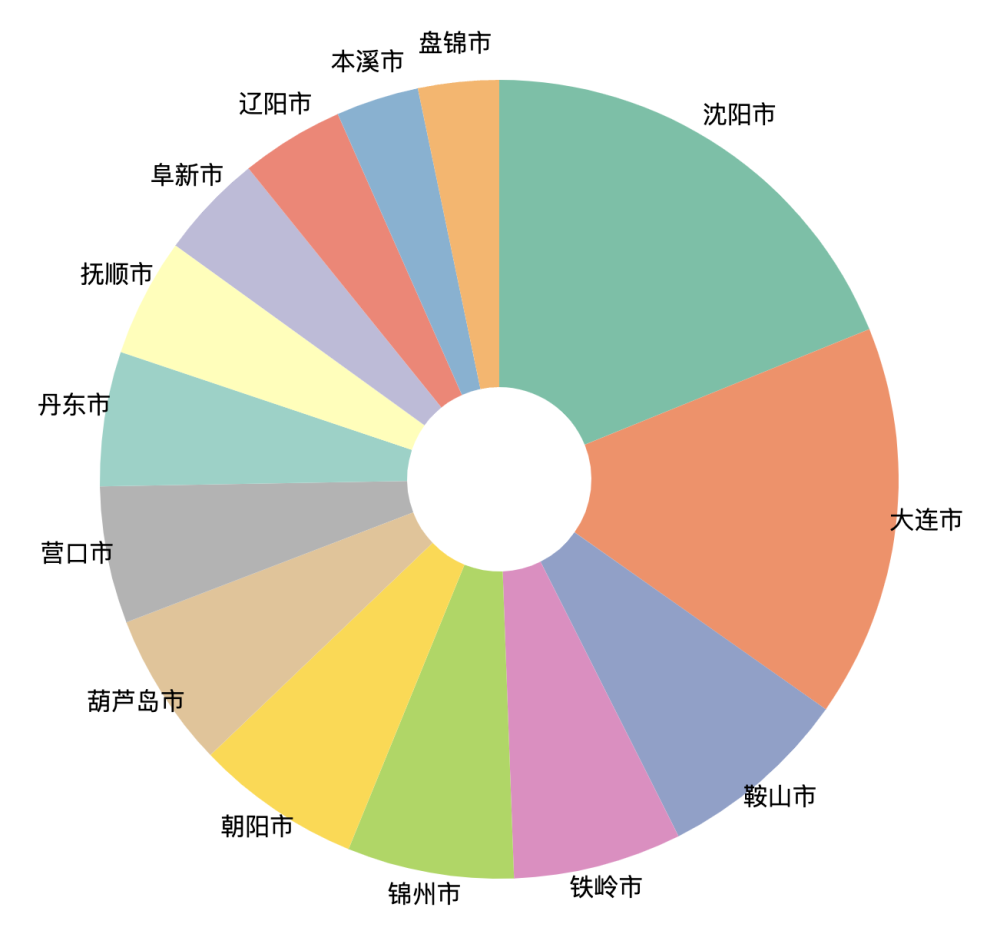 盘锦市
本溪市
辽阳市
沈阳市
阜新市
抚顺市
丹东市
大连市
营口市
葫芦岛市
鞍山市
朝阳市
铁岭市
锦州市